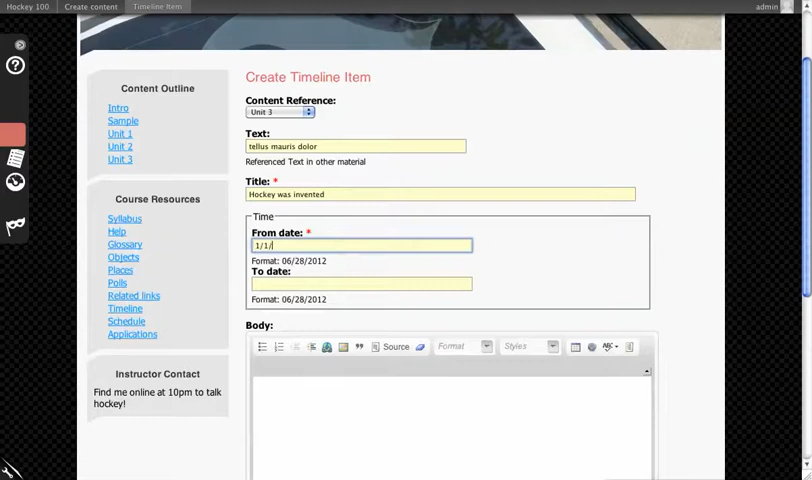 Hockey 100 Create content Timeline Item admin
Content Outline
Intro
Sample
Unit 1
Unit 2
Unit 3
Course Resources
Syllabus
Help
Glossary
Objects
Places
Polls
Related links
Timeline
Schedule
Applications
Instructor Contact
Find me online at 10pm to talk
hockey!
Create Timeline Item
Content Reference:
Unit 3
Text:
tellus mauris dolor
Referenced Text in other material
Title: *
Hockey was invented
Time
From date: *
1/1/
Format: 06/28/2012
To date:
Format: 06/28/2012
Body:
Source Format Styles ABC